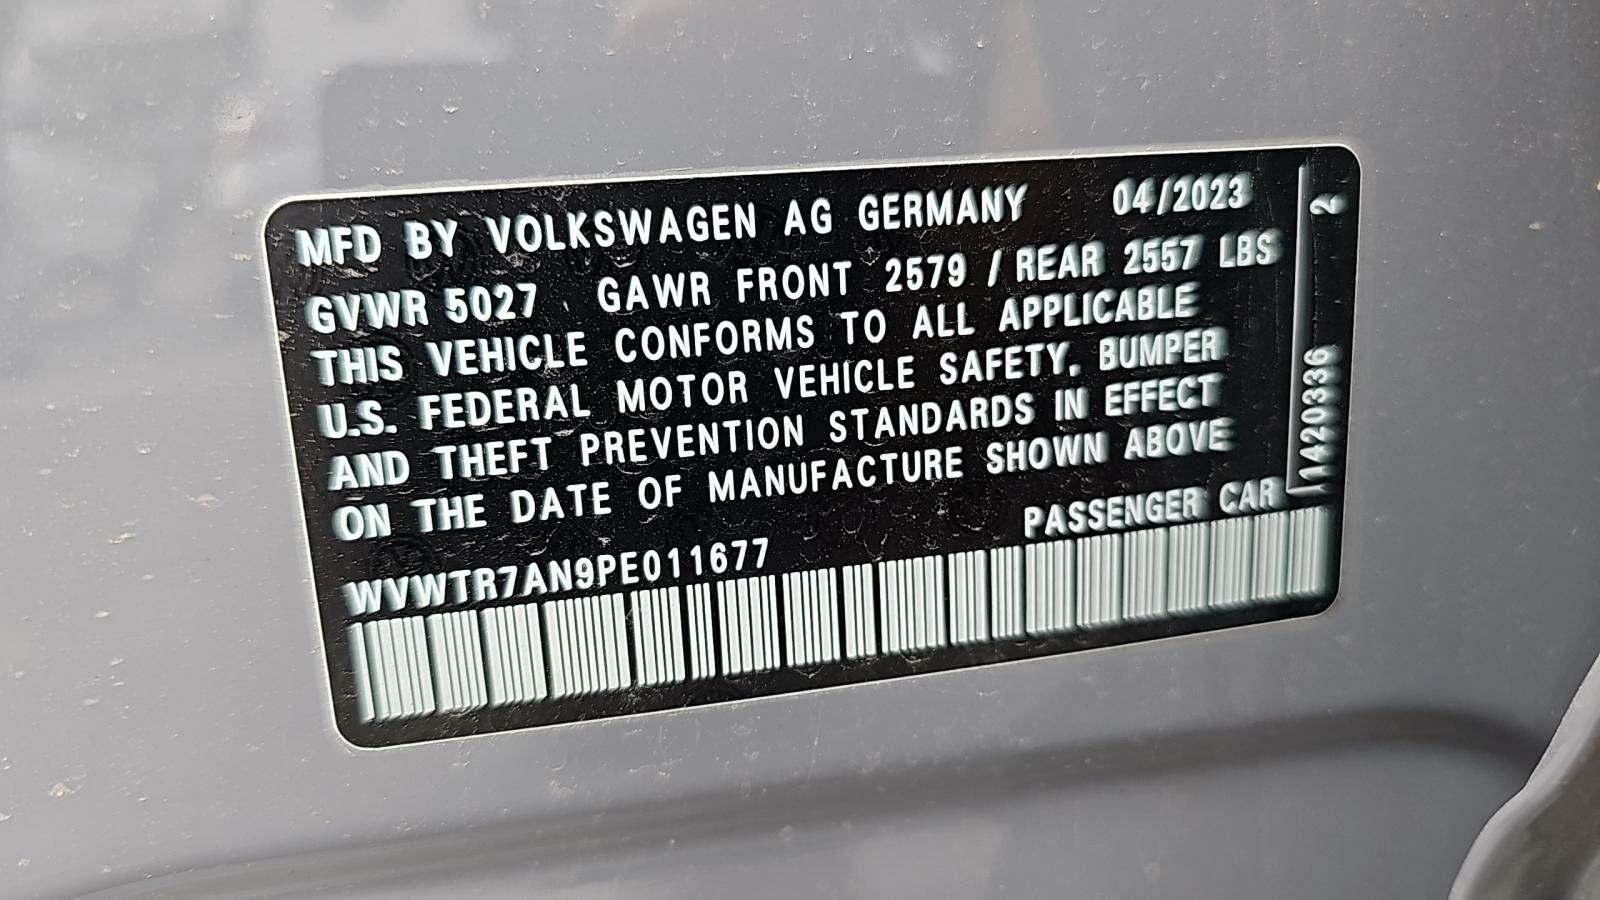 MFD BY VOLKSWAGEN AG GERMANY 04/2023
GVWR 5027 GAWR FRONT 2579 / REAR 2557 LBS
THIS VEHICLE CONFORMS TO ALL APPLICABLE
U.S. FEDERAL MOTOR VEHICLE SAFETY, BUMPER
AND THEFT PREVENTION STANDARDS IN EFFECT
ON THE DATE OF MANUFACTURE SHOWN ABOVE
PASSENGER CAR
WVWTR7AN9PE011677
1420336 2